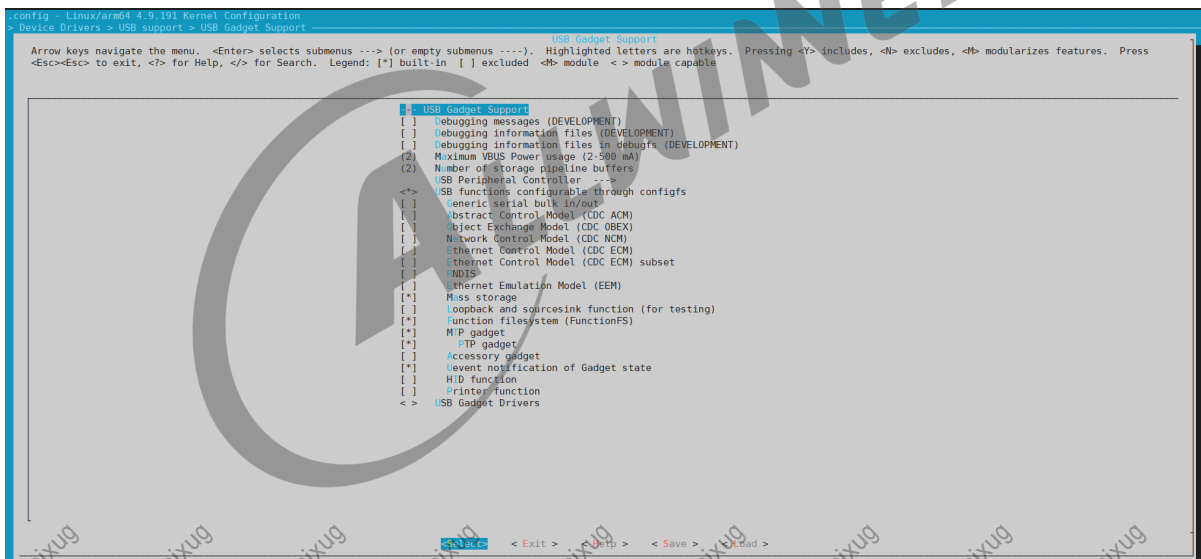 .config - Linux/arm64 4.9.191 Kernel Configuration
> Device Drivers > USB support > USB Gadget Support
USB Gadget Support
Arrow keys navigate the menu. <Enter> selects submenus ---> (or empty submenus ----). Highlighted letters are hotkeys. Pressing <Y> includes, <N> excludes, <M> modularizes features. Press
<Esc><Esc> to exit, <?> for Help, </> for Search. Legend: [*] built-in [ ] excluded <M> module < > module capable
--- USB Gadget Support
[ ] Debugging messages (DEVELOPMENT)
[ ] Debugging information files (DEVELOPMENT)
[ ] Debugging information files in debugfs (DEVELOPMENT)
(2) Maximum VBUS Power usage (2-500 mA)
(2) Number of storage pipeline buffers
USB Peripheral Controller --->
<*> USB functions configurable through configfs
[ ] Generic serial bulk in/out
[ ] Abstract Control Model (CDC ACM)
[ ] Object Exchange Model (CDC OBEX)
[ ] Network Control Model (CDC NCM)
[ ] Ethernet Control Model (CDC ECM)
[ ] Ethernet Control Model (CDC ECM) subset
[ ] RNDIS
[ ] Ethernet Emulation Model (EEM)
[*] Mass storage
[ ] Loopback and sourcesink function (for testing)
[*] Function filesystem (FunctionFS)
[*] MTP gadget
[*] PTP gadget
[ ] Accessory gadget
[*] Uevent notification of Gadget state
[ ] HID function
[ ] Printer function
< > USB Gadget Drivers
<Select> < Exit > < Help > < Save > < Load >
ALLWINNER